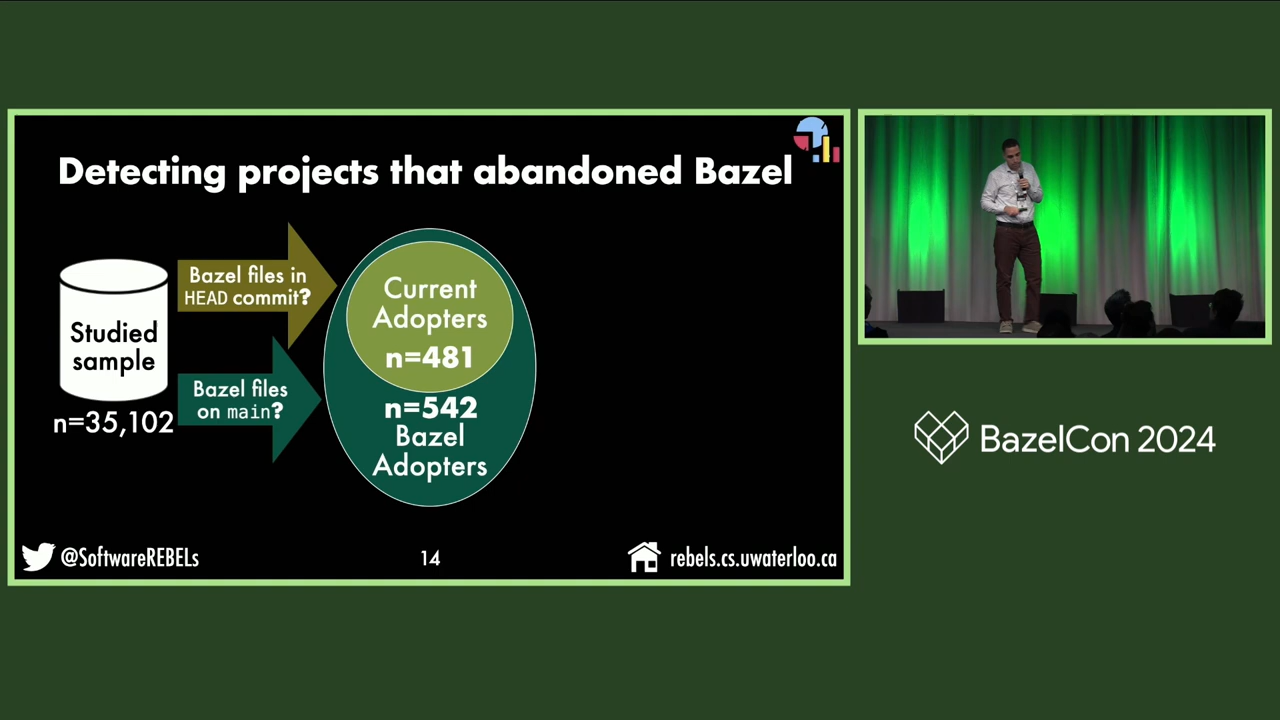 Detecting projects that abandoned Bazel
Bazel files in
HEAD commit?
Studied
sample
n=35,102
Bazel files
on main?
Current
Adopters
n=481
n=542
Bazel
Adopters
@SoftwareREBELs
14
rebels.cs.uwaterloo.ca
BazelCon 2024